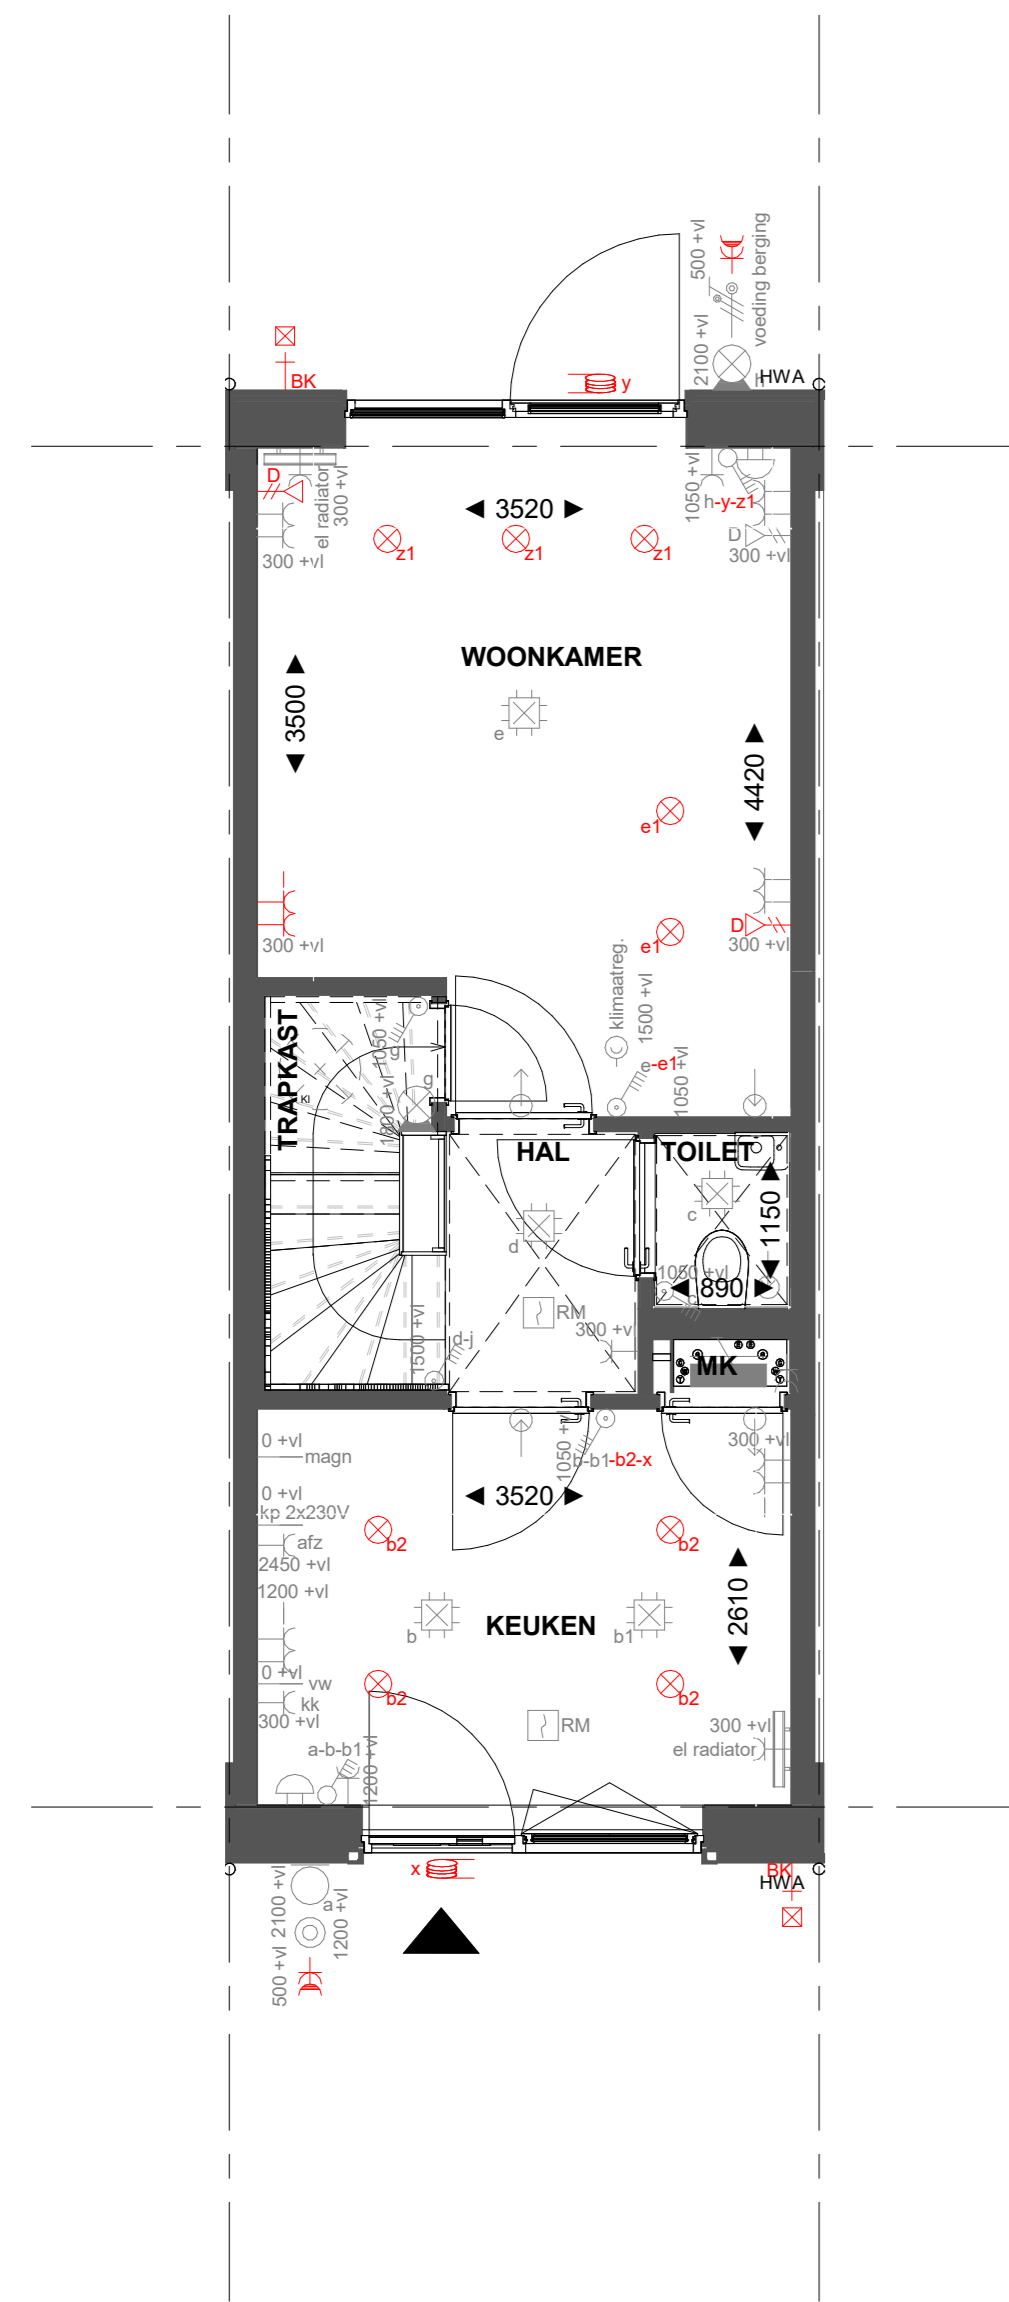 500 +vl
voeding berging
2100 +vl
h
HWA
BK
y
D
el radiator
300 +vl
300 +vl
3520
1050 +vl
h-y-z1
D
300 +vl
z1
z1
z1
WOONKAMER
e
3500
4420
e1
e1
D
300 +vl
300 +vl
klimaatreg.
1500 +vl
e-e1
1050 +vl
TRAPKAST
1050 +vl
g
g
1800 +vl
KI
HAL
TOILET
c
d
1150
1050 +vl
890
c
RM
300 +vl
1500 +vl
d-j
MK
0 +vl
magn
1050 +vl
b-b1-b2-x
300 +vl
0 +vl
kp 2x230V
3520
afz
2450 +vl
1200 +vl
b2
b2
2610
b
KEUKEN
b1
0 +vl
vw
kk
300 +vl
b2
b2
RM
300 +vl
el radiator
a-b-b1
1200 +vl
x
BK
HWA
2100 +vl
a
1200 +vl
500 +vl